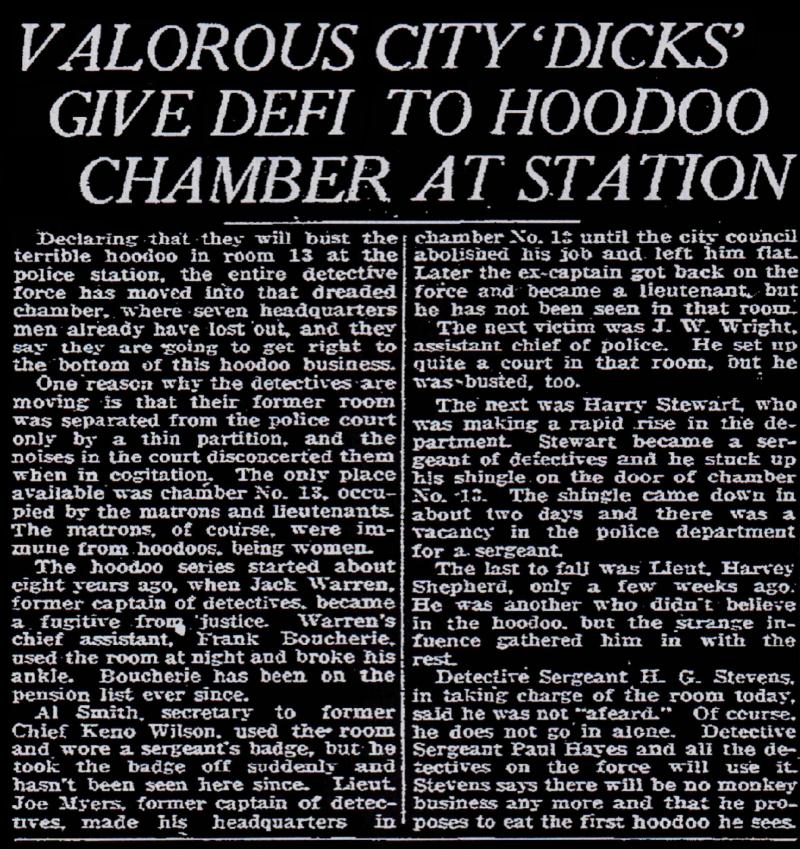 VALOROUS CITY 'DICKS'
GIVE DEFI TO HOODOO
CHAMBER AT STATION
Declaring that they will bust the
terrible hoodoo in room 13 at the
police station, the entire detective
force has moved into that dreaded
chamber, where seven headquarters
men already have lost out, and they
say they are going to get right to
the bottom of this hoodoo business.
One reason why the detectives are
moving is that their former room
was separated from the police court
only by a thin partition, and the
noises in the court disconcerted them
when in cogitation. The only place
available was chamber No. 13, occu-
pied by the matrons and lieutenants.
The matrons, of course, were im-
mune from hoodoos, being women.
The hoodoo series started about
eight years ago, when Jack Warren,
former captain of detectives, became
a fugitive from justice. Warren's
chief assistant, Frank Boucherie,
used the room at night and broke his
ankle. Boucherie has been on the
pension list ever since.
Al Smith, secretary to former
Chief Keno Wilson, used the room
and wore a sergeant's badge, but he
took the badge off suddenly and
hasn't been seen here since. Lieut.
Joe Myers, former captain of detec-
tives, made his headquarters in
chamber No. 13 until the city council
abolished his job and left him flat.
Later the ex-captain got back on the
force and became a lieutenant, but
he has not been seen in that room.
The next victim was J. W. Wright,
assistant chief of police. He set up
quite a court in that room, but he
was busted, too.
The next was Harry Stewart, who
was making a rapid rise in the de-
partment. Stewart became a ser-
geant of defectives and he stuck up
his shingle on the door of chamber
No. 13. The shingle came down in
about two days and there was a
vacancy in the police department
for a sergeant.
The last to fall was Lieut. Harvey
Shepherd, only a few weeks ago.
He was another who didn't believe
in the hoodoo, but the strange in-
fuence gathered him in with the
rest.
Detective Sergeant H. G. Stevens,
in taking charge of the room today,
said he was not "afeard." Of course,
he does not go in alone. Detective
Sergeant Paul Hayes and all the de-
tectives on the force will use it.
Stevens says there will be no monkey
business any more and that he pro-
poses to eat the first hoodoo he sees.